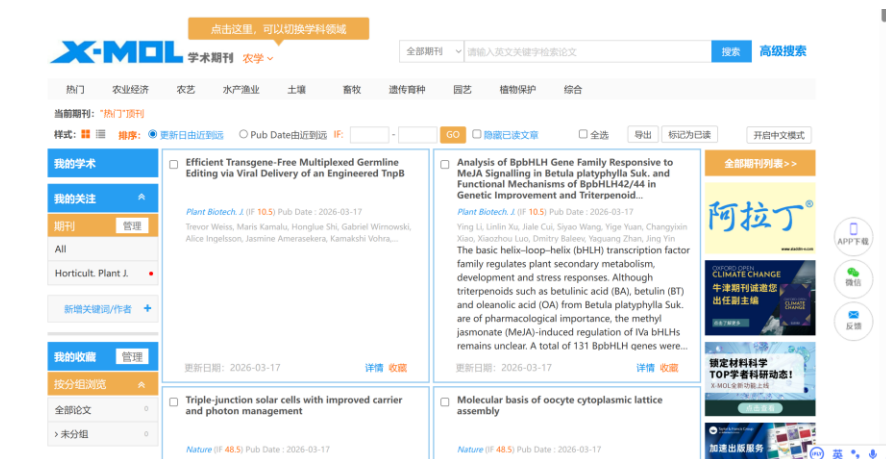 点击这里，可以切换学科领域
X-MOL 学术期刊 农学
全部期刊 请输入英文关键字检索论文 搜索 高级搜索
热门 农业经济 农艺 水产渔业 土壤 畜牧 遗传育种 园艺 植物保护 综合
当前期刊： "热门"顶刊
样式： 排序： 更新日由近到远 Pub Date由近到远 IF: - GO 隐藏已读文章 全选 导出 标记为已读 开启中文模式
我的学术
我的关注
期刊 管理
All
Horticult. Plant J.
新增关键词/作者 +
我的收藏 管理
按分组浏览
全部论文 0
未分组 0
Efficient Transgene-Free Multiplexed Germline
Editing via Viral Delivery of an Engineered TnpB
Plant Biotech. J. (IF 10.5) Pub Date : 2026-03-17
Trevor Weiss, Maris Kamalu, Honglue Shi, Gabriel Wirnowski,
Alice Ingelsson, Jasmine Amerasekera, Kamakshi Vohra,...
更新日期：2026-03-17 详情 收藏
Analysis of BpbHLH Gene Family Responsive to
MeJA Signalling in Betula platyphylla Suk. and
Functional Mechanisms of BpbHLH42/44 in
Genetic Improvement and Triterpenoid...
Plant Biotech. J. (IF 10.5) Pub Date : 2026-03-17
Ying Li, Linlin Xu, Jiale Cui, Siyao Wang, Yige Yuan, Changyixin
Xiao, Xiaozhou Luo, Dmitry Baleev, Yaguang Zhan, Jing Yin
The basic helix–loop–helix (bHLH) transcription factor
family regulates plant secondary metabolism,
development and stress responses. Although
triterpenoids such as betulinic acid (BA), betulin (BT)
and oleanolic acid (OA) from Betula platyphylla Suk.
are of pharmacological importance, the methyl
jasmonate (MeJA)-induced regulation of IVa bHLHs
remains unclear. A total of 131 BpbHLH genes were...
更新日期：2026-03-17 详情 收藏
Triple-junction solar cells with improved carrier
and photon management
Nature (IF 48.5) Pub Date : 2026-03-17
Molecular basis of oocyte cytoplasmic lattice
assembly
Nature (IF 48.5) Pub Date : 2026-03-17
全部期刊列表>>
阿拉丁®
OXFORD OPEN
CLIMATE CHANGE
牛津期刊诚邀您
出任副主编
锁定材料科学
TOP学者科研动态!
X-MOL全新功能上线
点击查看
加速出版服务
APP下载
微信
反馈
英